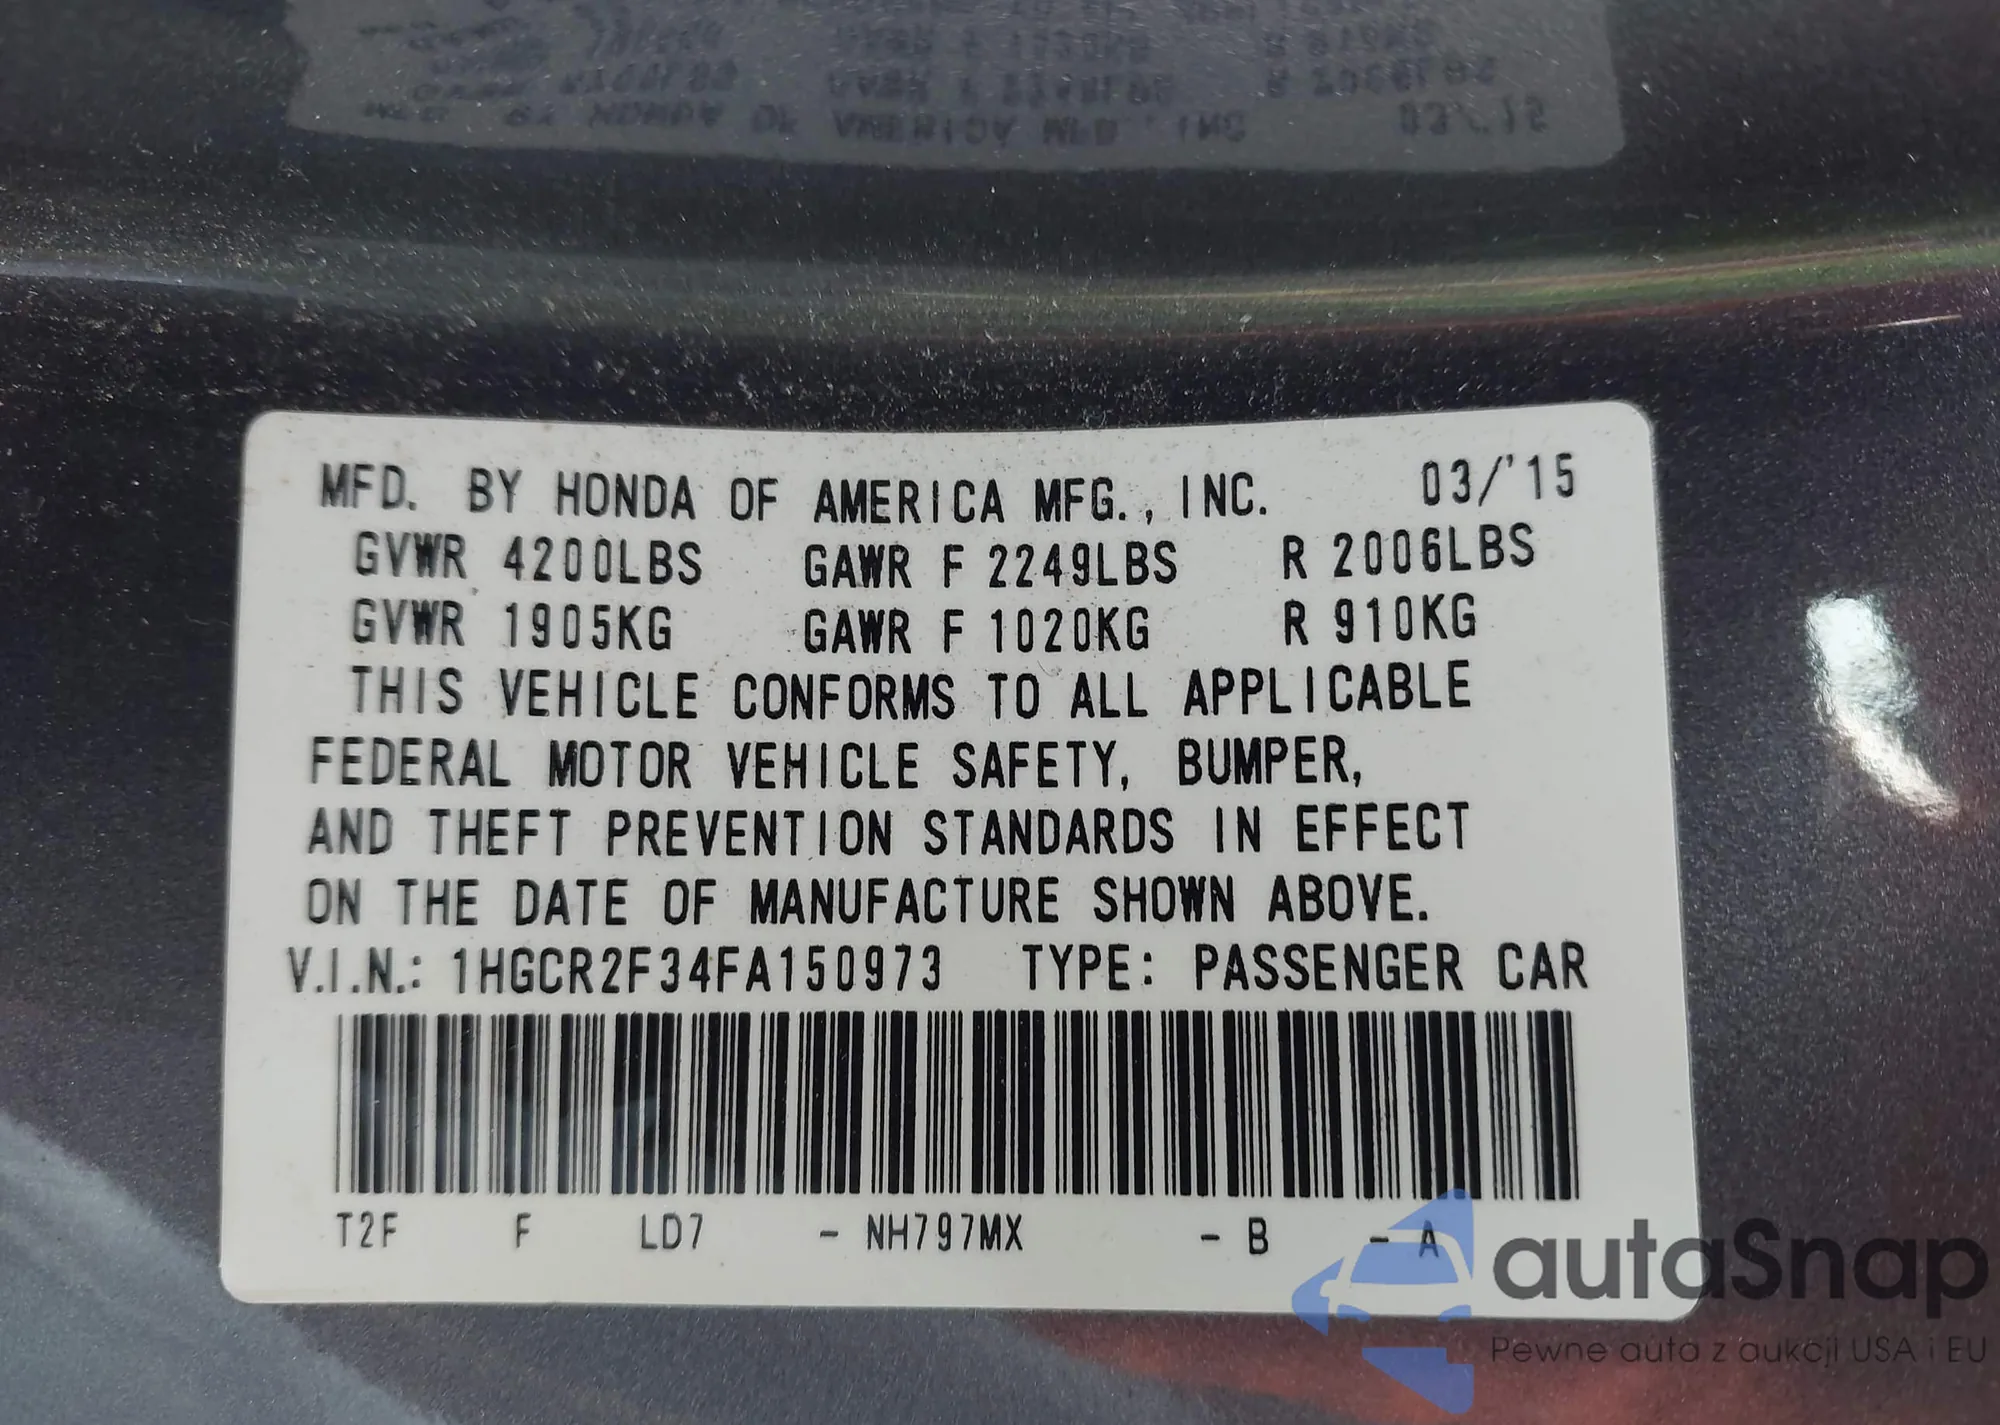 MFD. BY HONDA OF AMERICA MFG., INC. 03/'15
GVWR 4200LBS GAWR F 2249LBS R 2006LBS
GVWR 1905KG GAWR F 1020KG R 910KG
THIS VEHICLE CONFORMS TO ALL APPLICABLE
FEDERAL MOTOR VEHICLE SAFETY, BUMPER,
AND THEFT PREVENTION STANDARDS IN EFFECT
ON THE DATE OF MANUFACTURE SHOWN ABOVE.
V.I.N.: 1HGCR2F34FA150973 TYPE: PASSENGER CAR
T2F F LD7 - NH797MX - B - A
autaSnap
Pewne auta z aukcji USA i EU